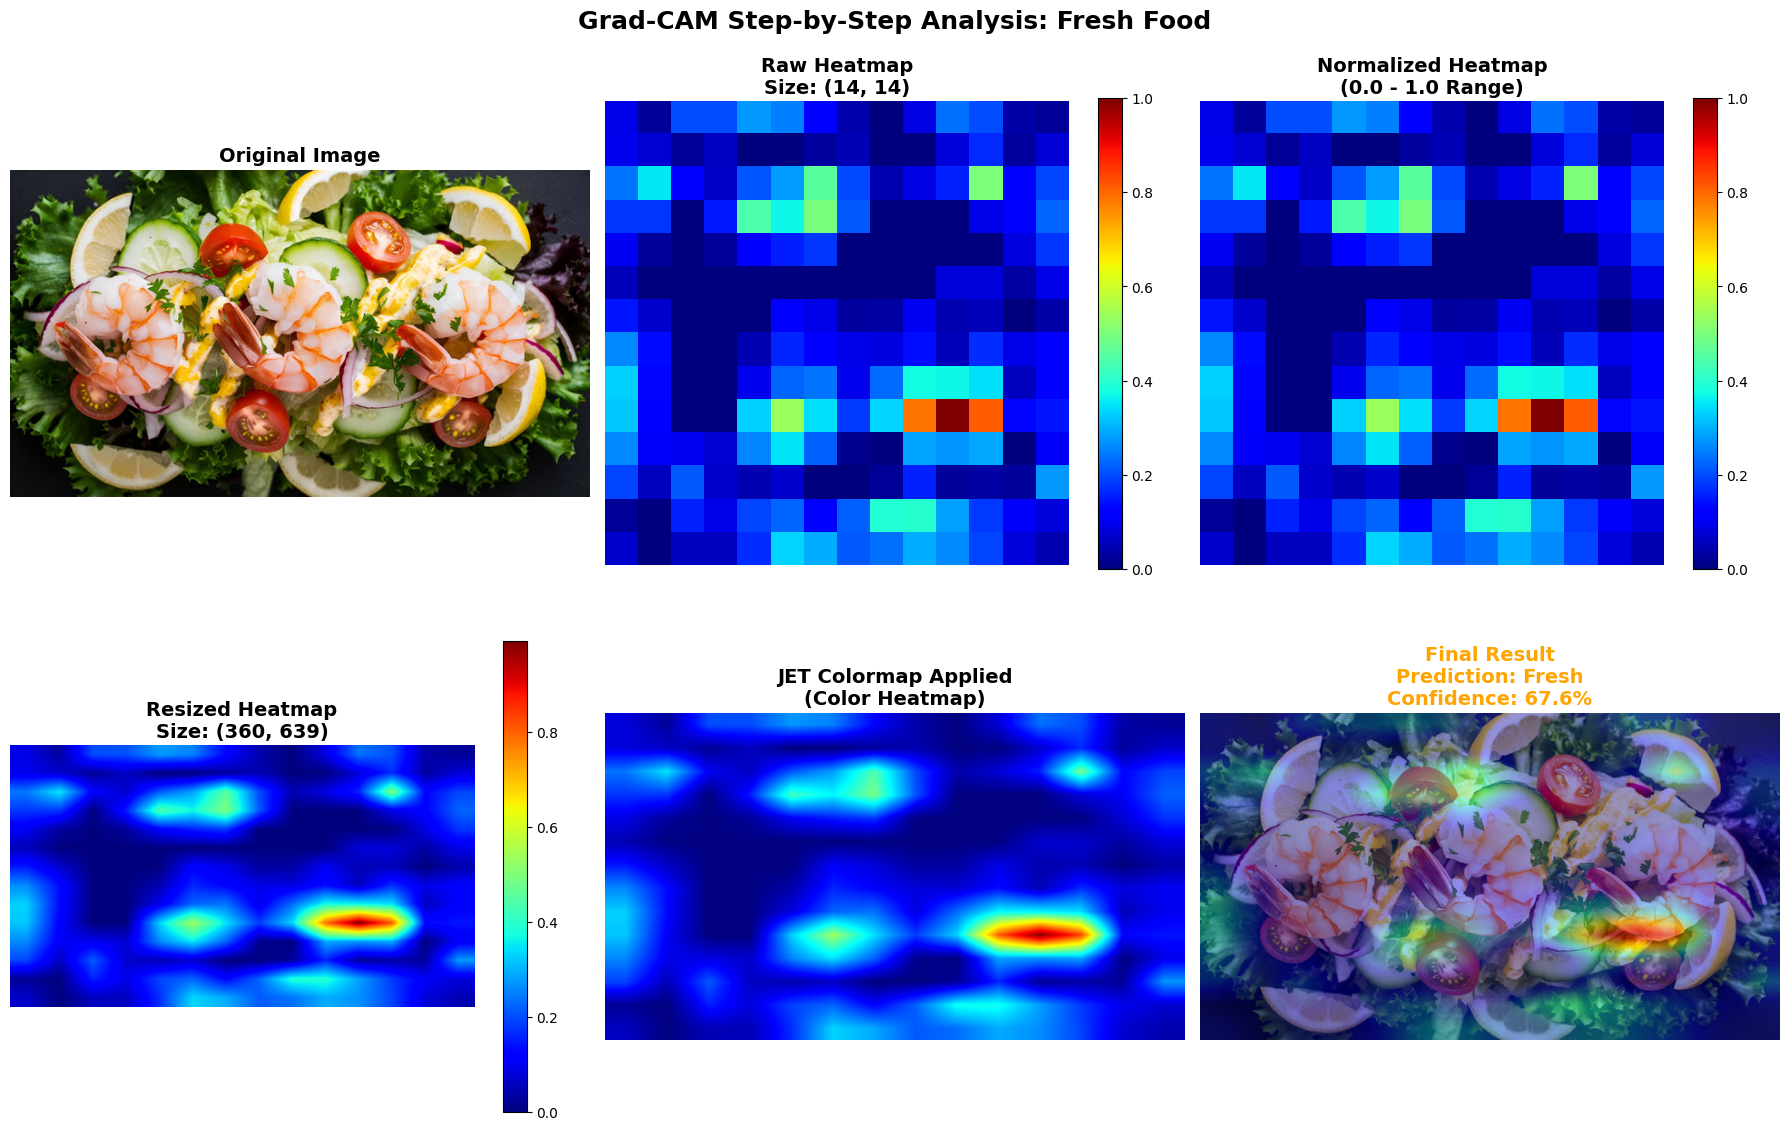 Grad-CAM Step-by-Step Analysis: Fresh Food
Original Image
Raw Heatmap
Size: (14, 14)
1.0
0.8
0.6
0.4
0.2
0.0
Normalized Heatmap
(0.0 - 1.0 Range)
1.0
0.8
0.6
0.4
0.2
0.0
Resized Heatmap
Size: (360, 639)
0.8
0.6
0.4
0.2
0.0
JET Colormap Applied
(Color Heatmap)
Final Result
Prediction: Fresh
Confidence: 67.6%